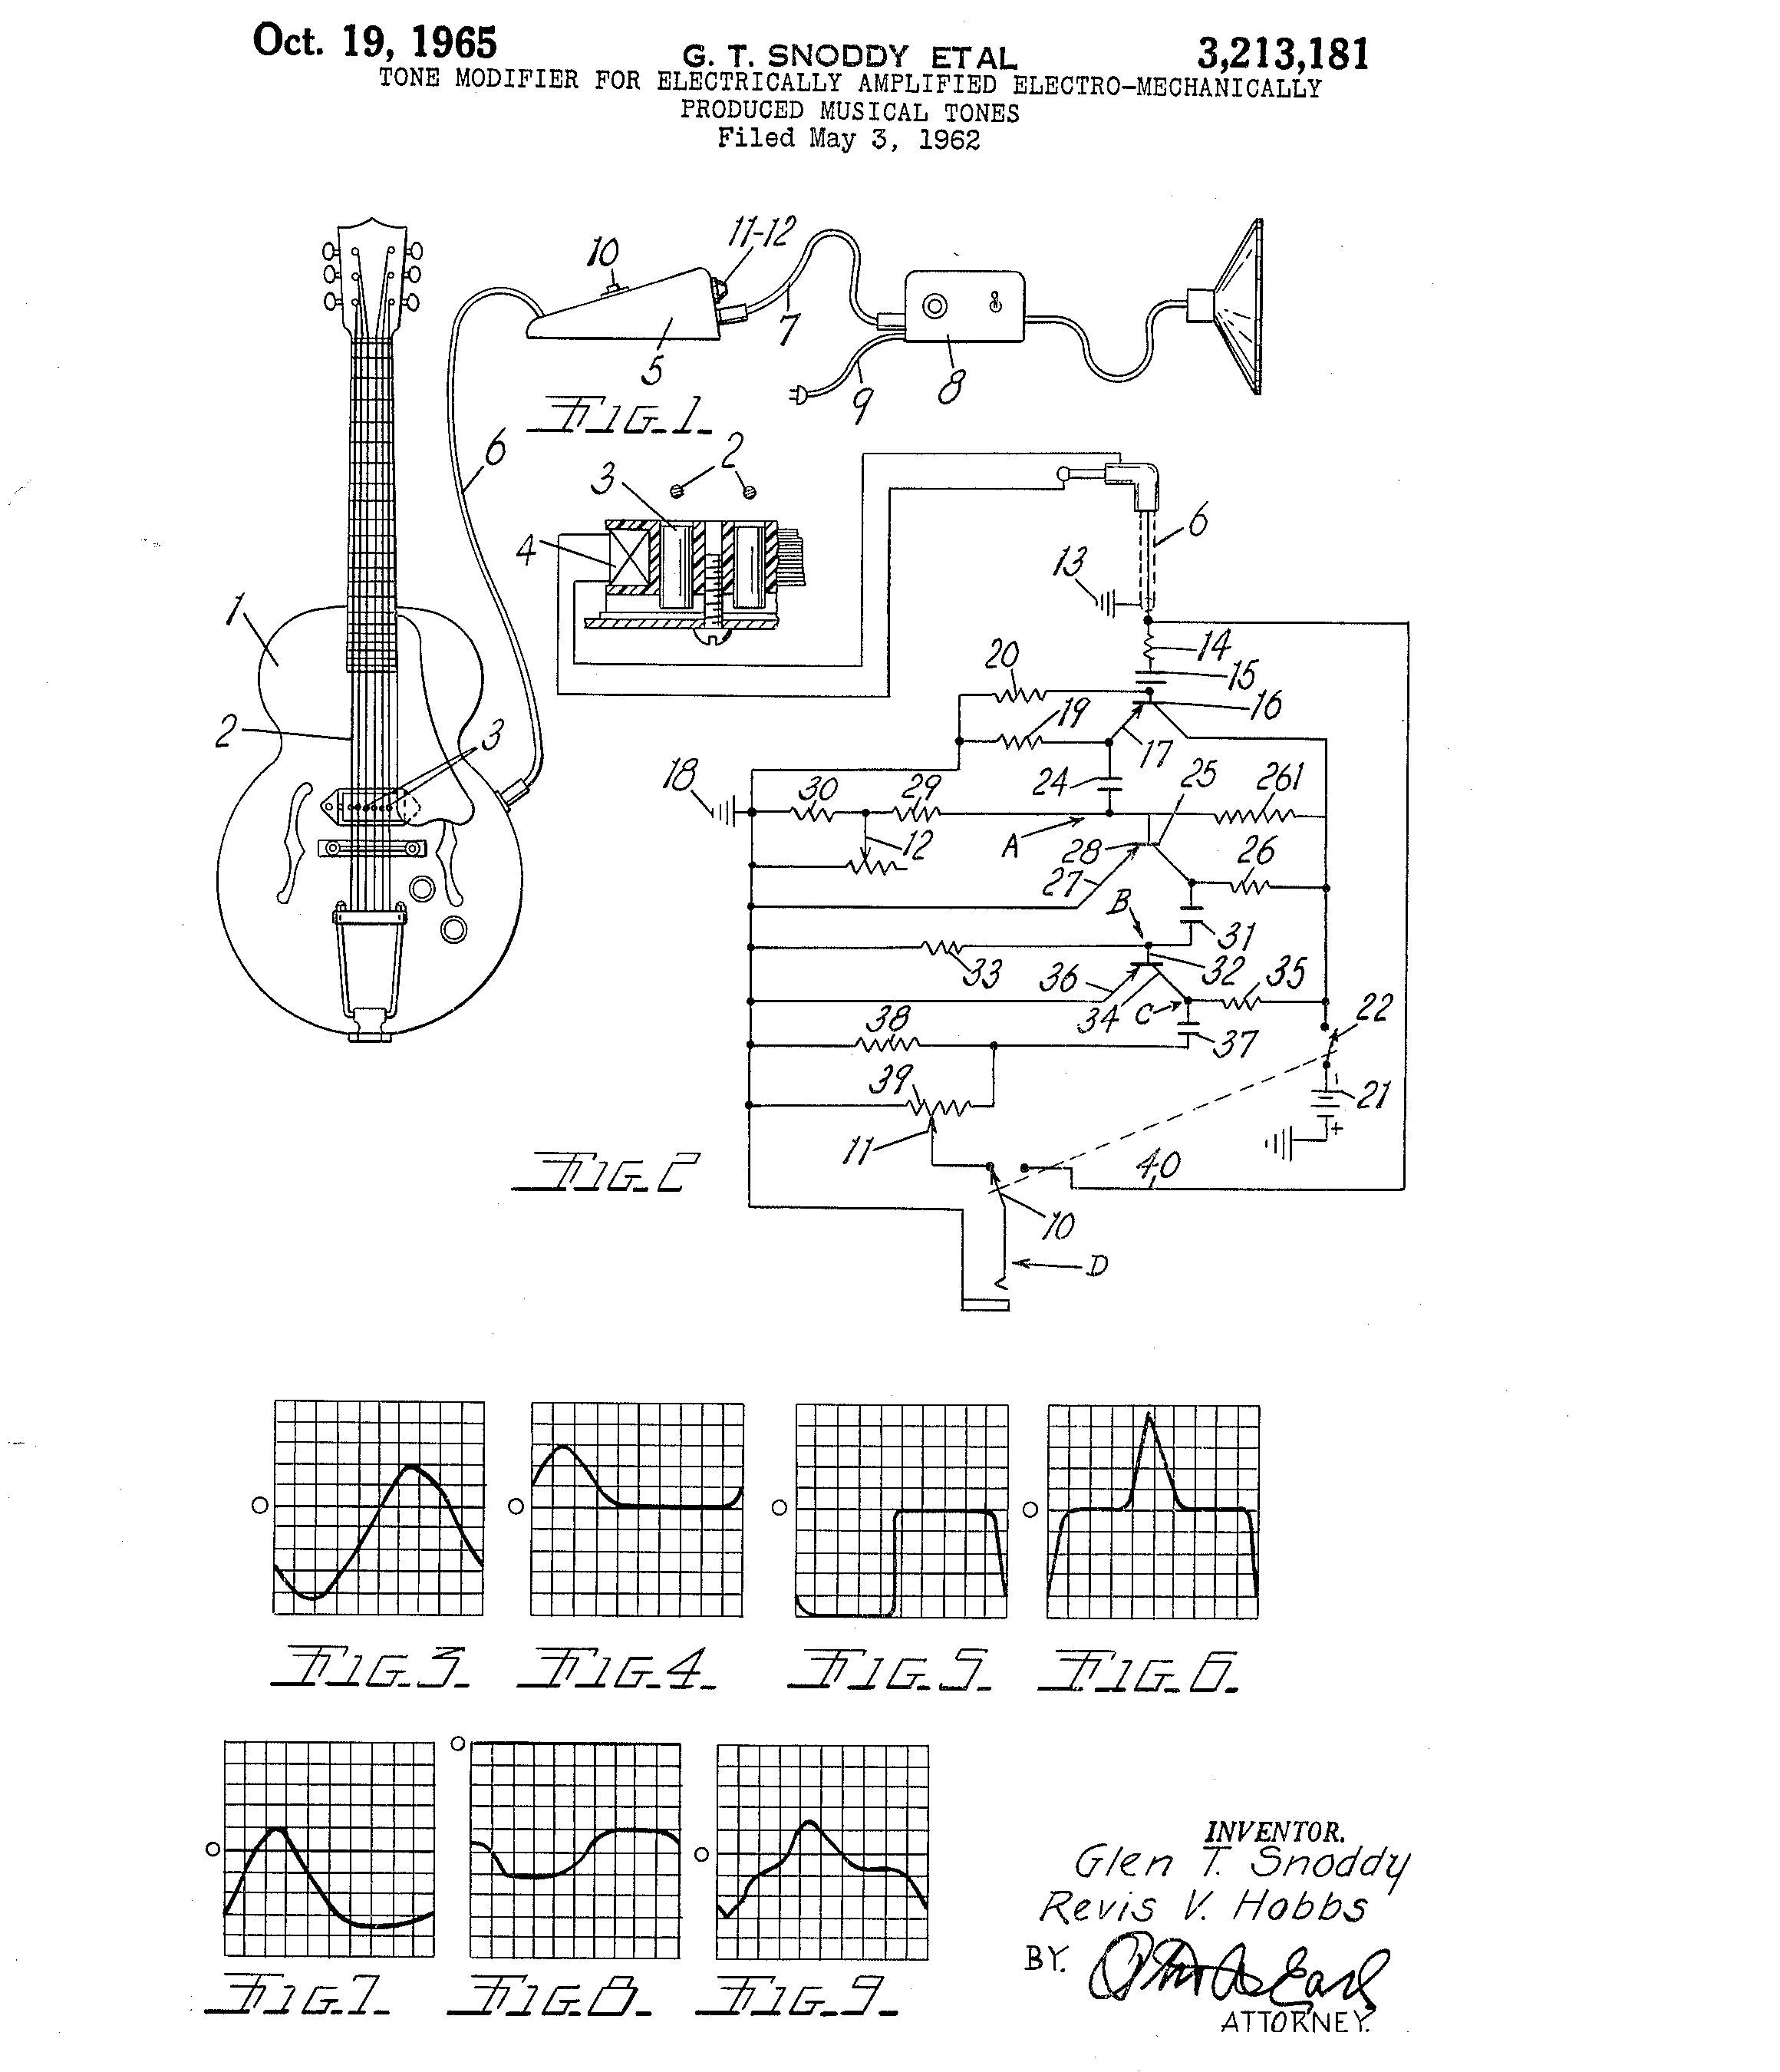 Oct. 19, 1965
G. T. SNODDY ETAL
3,213,181
TONE MODIFIER FOR ELECTRICALLY AMPLIFIED ELECTRO-MECHANICALLY
PRODUCED MUSICAL TONES
Filed May 3, 1962
10
11-12
5
7
9
8
FIG.1.
6
2
3
4
1
2
3
6
13
14
15
16
20
19
17
18
30
29
24
25
261
A
12
28
27
26
B
31
33
36
32
35
34
C
22
38
37
39
21
+
11
40
FIG.2
10
D
O
O
O
O
FIG.3.
FIG.4.
FIG.5.
FIG.6.
O
O
O
FIG.7.
FIG.8.
FIG.9.
INVENTOR.
Glen T. Snoddy
Revis V. Hobbs
BY.
ATTORNEY.